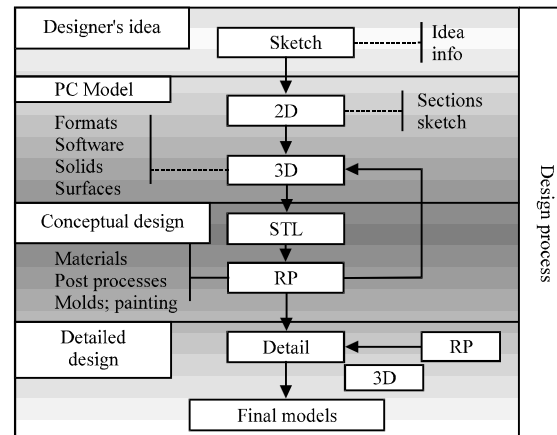 Designer's idea
Sketch
Idea
info
PC Model
2D
Sections
sketch
Formats
Software
Solids
Surfaces
3D
Conceptual design
STL
Materials
Post processes
Molds; painting
RP
Detailed
design
Detail
RP
3D
Final models
Design process